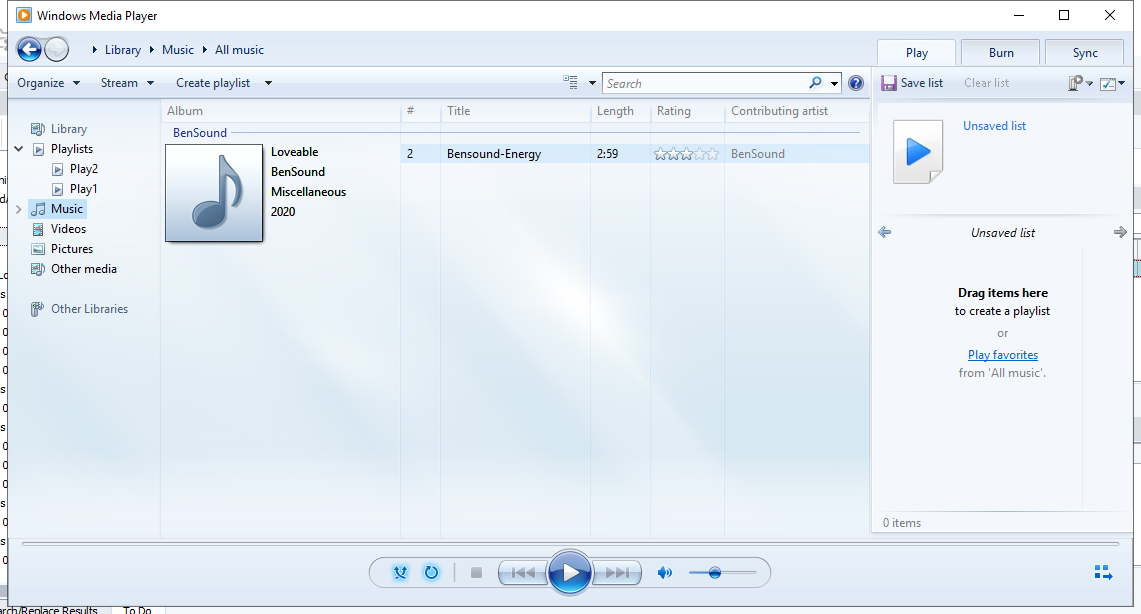 Windows Media Player
Library Music All music
Play Burn Sync
Organize Stream Create playlist Search Save list Clear list
Album # Title Length Rating Contributing artist
Unsaved list
Library
BenSound
Playlists
Loveable 2 Bensound-Energy 2:59 BenSound
Play2
BenSound
Play1
Miscellaneous
Music
2020
Videos
Unsaved list
Pictures
Other media
Drag items here
Other Libraries
to create a playlist
or
Play favorites
from 'All music'.
0 items
arch/Replace Results To Do